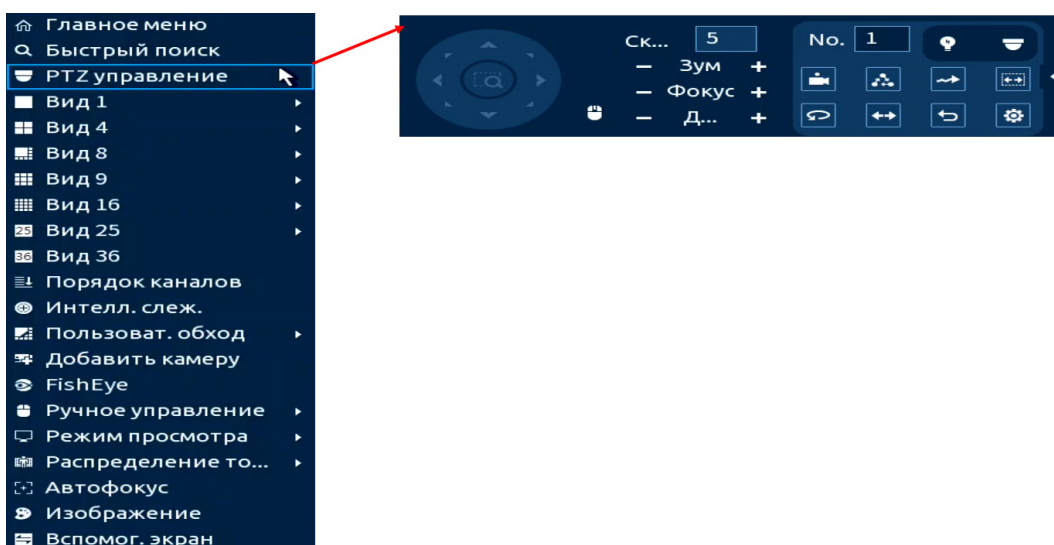 Главное меню
Быстрый поиск
PTZ управление
Вид 1
Вид 4
Вид 8
Вид 9
Вид 16
25 Вид 25
36 Вид 36
Порядок каналов
Интелл. слеж.
Пользоват. обход
Добавить камеру
FishEye
Ручное управление
Режим просмотра
Распределение то...
Автофокус
Изображение
Вспомог. экран
Ск... 5
− Зум +
− Фокус +
− Д... +
No. 1